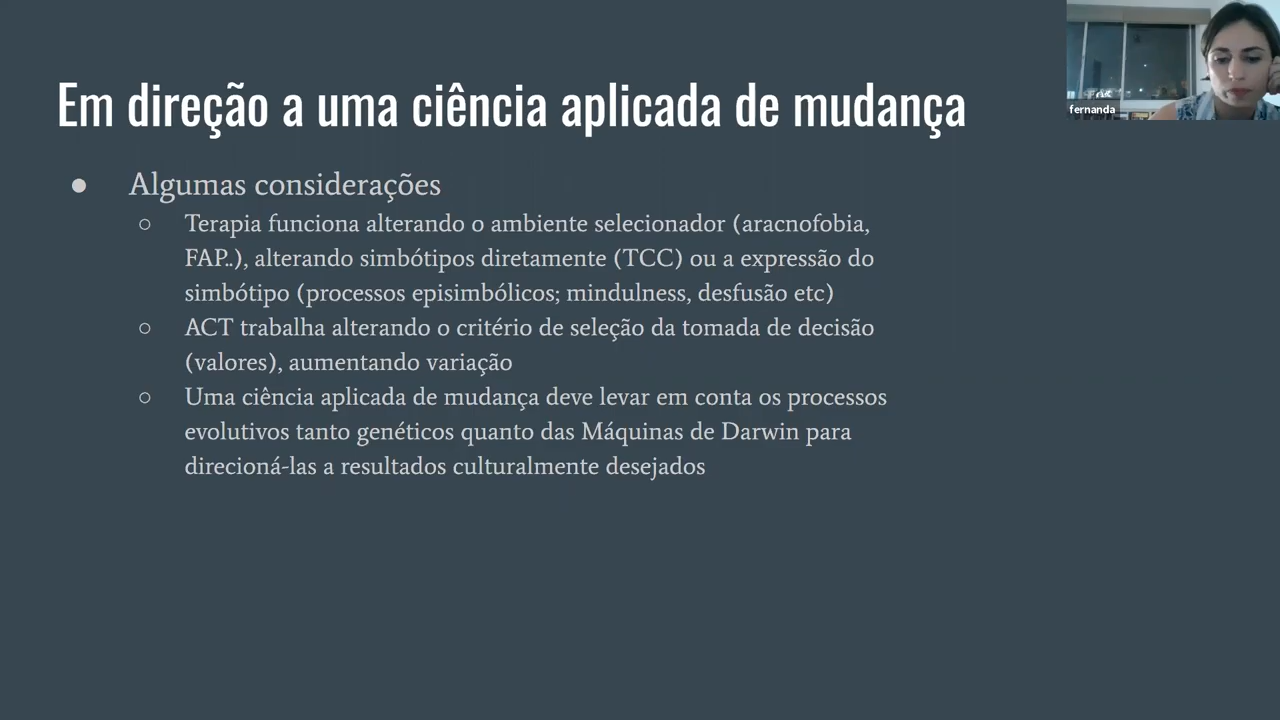 Em direção a uma ciência aplicada de mudança
fernanda
● Algumas considerações
○ Terapia funciona alterando o ambiente selecionador (aracnofobia,
FAP..), alterando simbótipos diretamente (TCC) ou a expressão do
simbótipo (processos episimbólicos; mindulness, desfusão etc)
○ ACT trabalha alterando o critério de seleção da tomada de decisão
(valores), aumentando variação
○ Uma ciência aplicada de mudança deve levar em conta os processos
evolutivos tanto genéticos quanto das Máquinas de Darwin para
direcioná-las a resultados culturalmente desejados